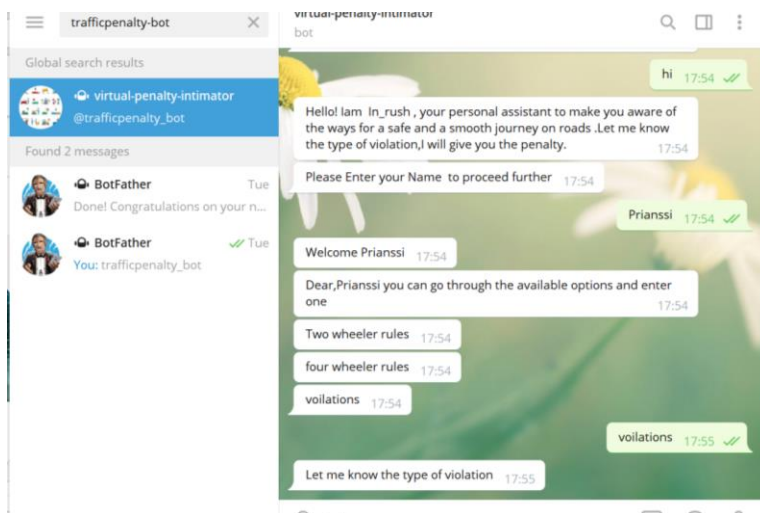 trafficpenalty-bot
Global search results
virtual-penalty-intimator
@trafficpenalty_bot
Found 2 messages
BotFather Tue
Done! Congratulations on your n...
BotFather Tue
You: trafficpenalty_bot
virtual-penalty-intimator
bot
hi 17:54
Hello! Iam In_rush , your personal assistant to make you aware of
the ways for a safe and a smooth journey on roads .Let me know
the type of violation,I will give you the penalty. 17:54
Please Enter your Name to proceed further 17:54
Prianssi 17:54
Welcome Prianssi 17:54
Dear,Prianssi you can go through the available options and enter
one 17:54
Two wheeler rules 17:54
four wheeler rules 17:54
voilations 17:54
voilations 17:55
Let me know the type of violation 17:55